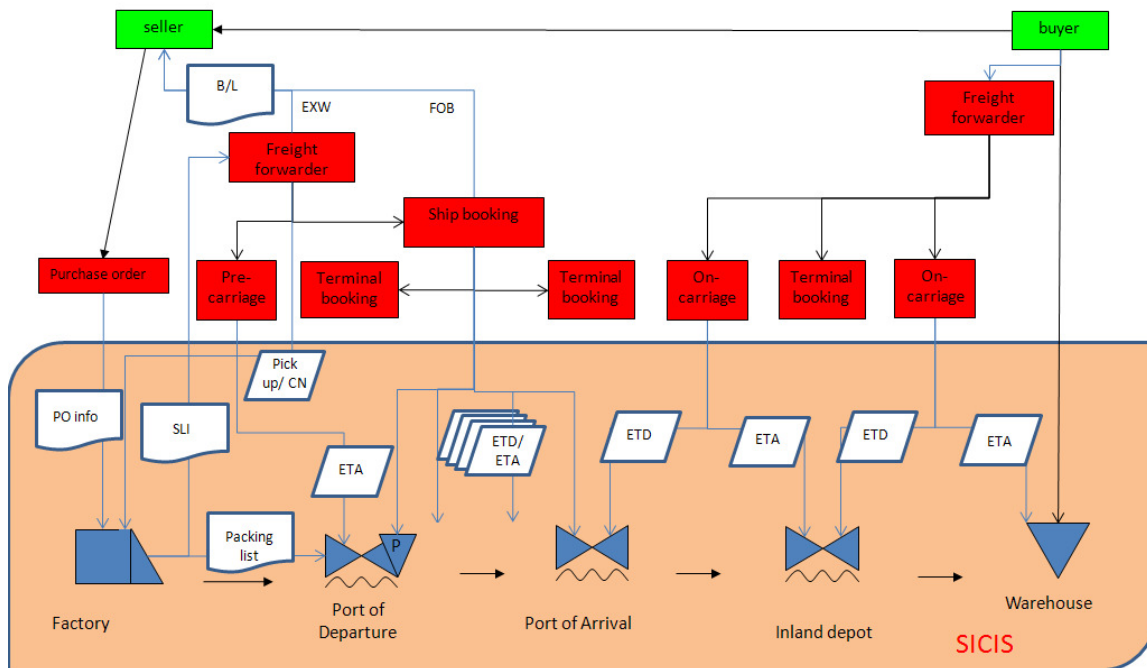 seller
buyer
B/L
EXW
FOB
Freight
forwarder
Freight
forwarder
Ship booking
Purchase order
Pre-
carriage
Terminal
booking
Terminal
booking
On-
carriage
Terminal
booking
On-
carriage
Pick
up/ CN
PO info
SLI
ETA
ETD/
ETA
ETD
ETA
ETD
ETA
Packing
list
P
Factory
Port of
Departure
Port of Arrival
Inland depot
Warehouse
SICIS